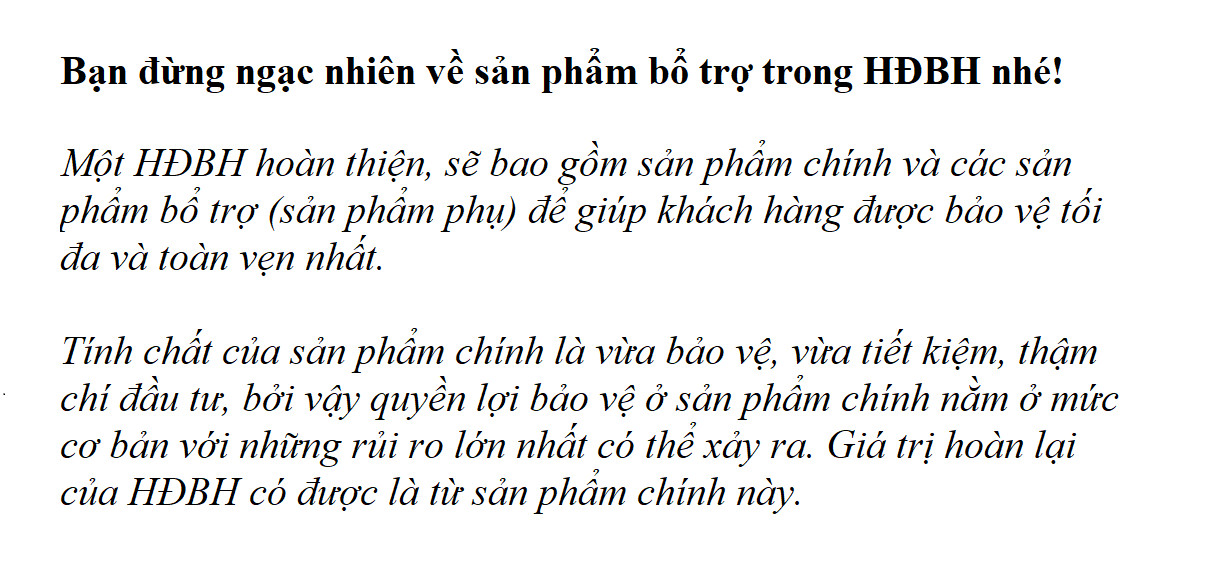 Bạn đừng ngạc nhiên về sản phẩm bổ trợ trong HĐBH nhé!
Một HĐBH hoàn thiện, sẽ bao gồm sản phẩm chính và các sản
phẩm bổ trợ (sản phẩm phụ) để giúp khách hàng được bảo vệ tối
đa và toàn vẹn nhất.
Tính chất của sản phẩm chính là vừa bảo vệ, vừa tiết kiệm, thậm
chí đầu tư, bởi vậy quyền lợi bảo vệ ở sản phẩm chính nằm ở mức
cơ bản với những rủi ro lớn nhất có thể xảy ra. Giá trị hoàn lại
của HĐBH có được là từ sản phẩm chính này.